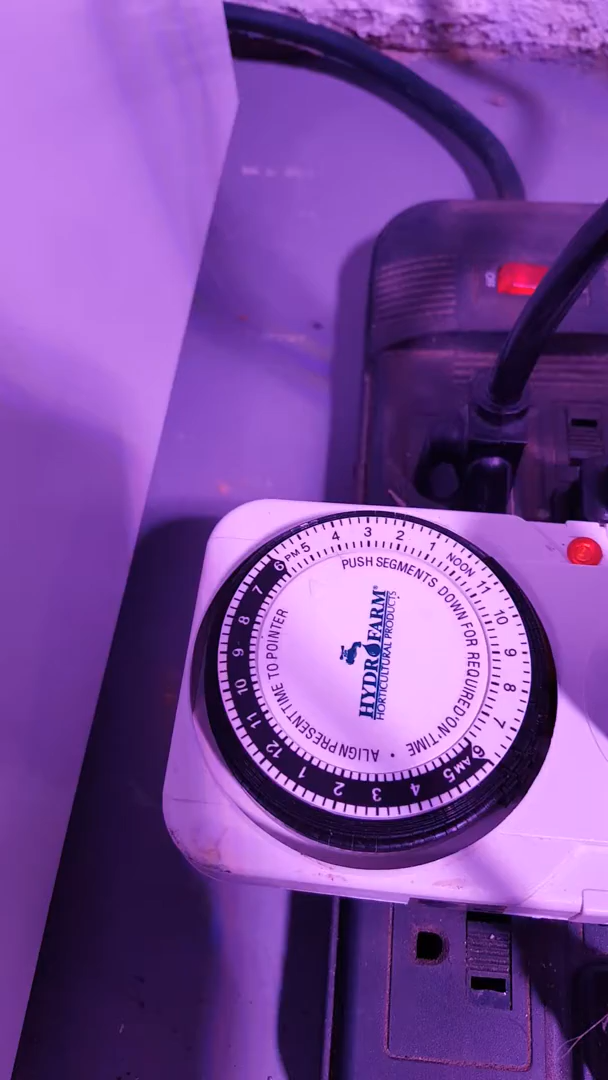 PUSH SEGMENTS DOWN FOR REQUIRED 'ON' TIME
• ALIGN PRESENT TIME TO POINTER
HYDROFARM®
HORTICULTURAL PRODUCTS
NOON 11 10 9 8 7 6 AM 5 4 3 2 1 12 11 10 9 8 7 6 PM 5 4 3 2 1